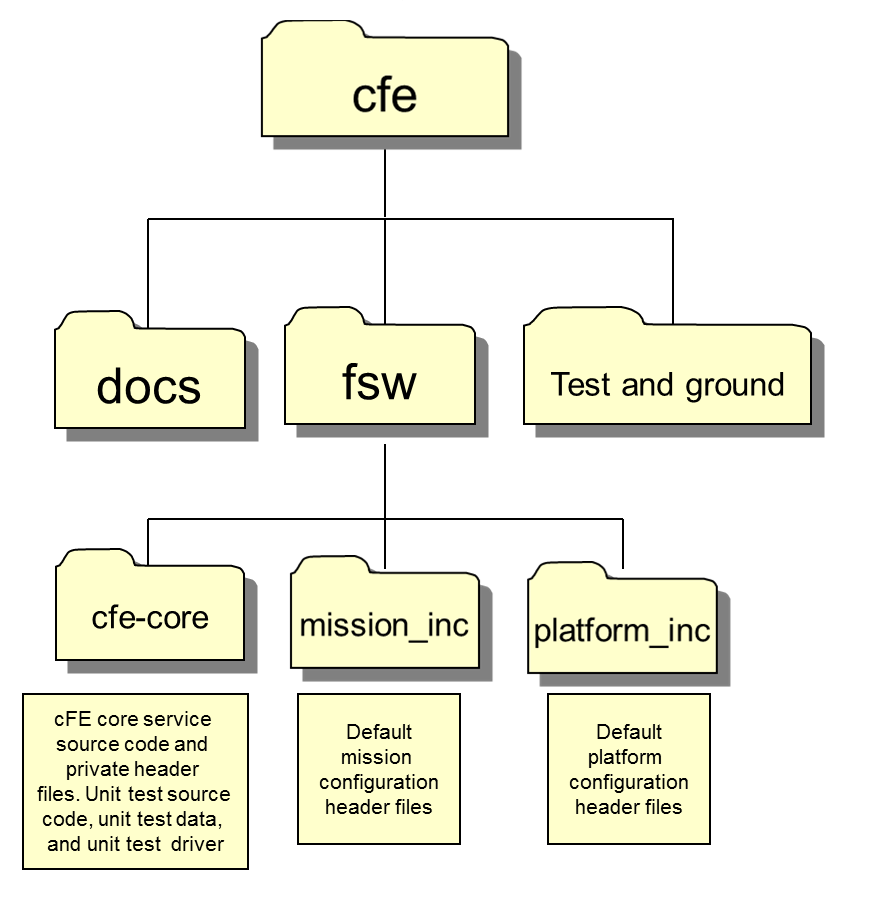 cfe
docs
fsw
Test and ground
cfe-core
mission_inc
platform_inc
cFE core service
source code and
private header
files. Unit test source
code, unit test data,
and unit test driver
Default
mission
configuration
header files
Default
platform
configuration
header files